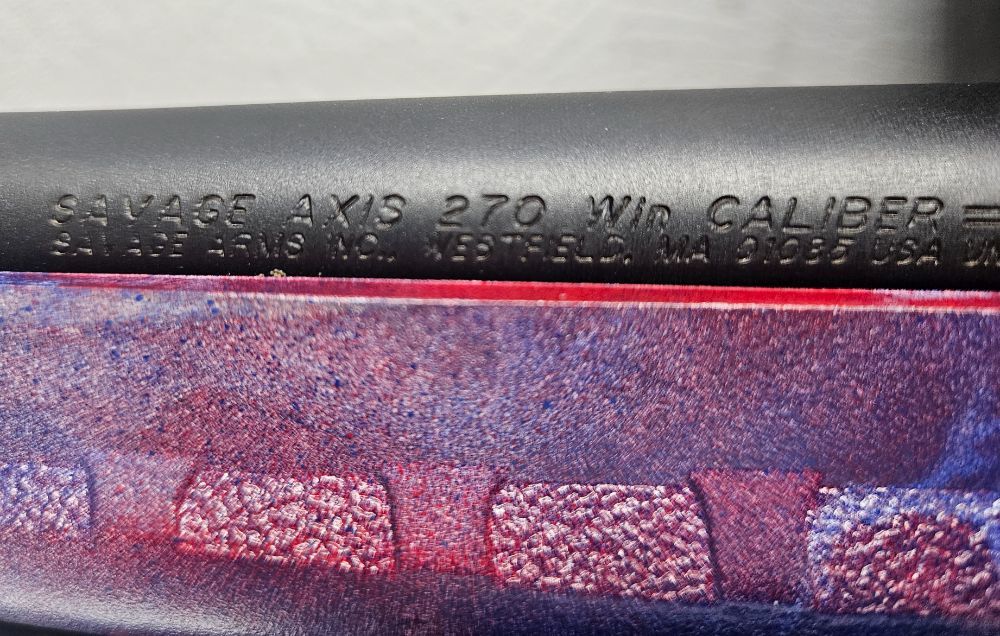 SAVAGE AXIS 270 Win CALIBER =
SAVAGE ARMS INC., WESTFIELD, MA 01085 USA